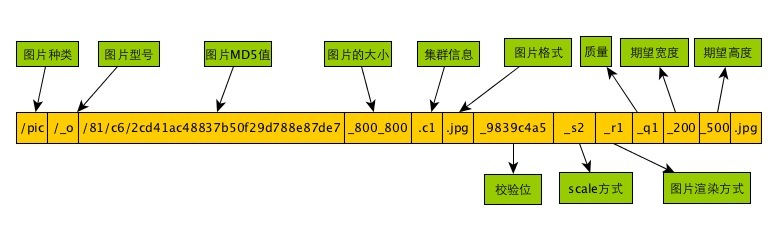 图片种类 图片型号 图片MD5值 图片的大小 集群信息 图片格式 质量 期望宽度 期望高度
/pic /_o /81/c6/2cd41ac48837b50f29d788e87de7 _800_800 .c1 .jpg _9839c4a5 _s2 _r1 _q1 _200 _500 .jpg
校验位 scale方式 图片渲染方式